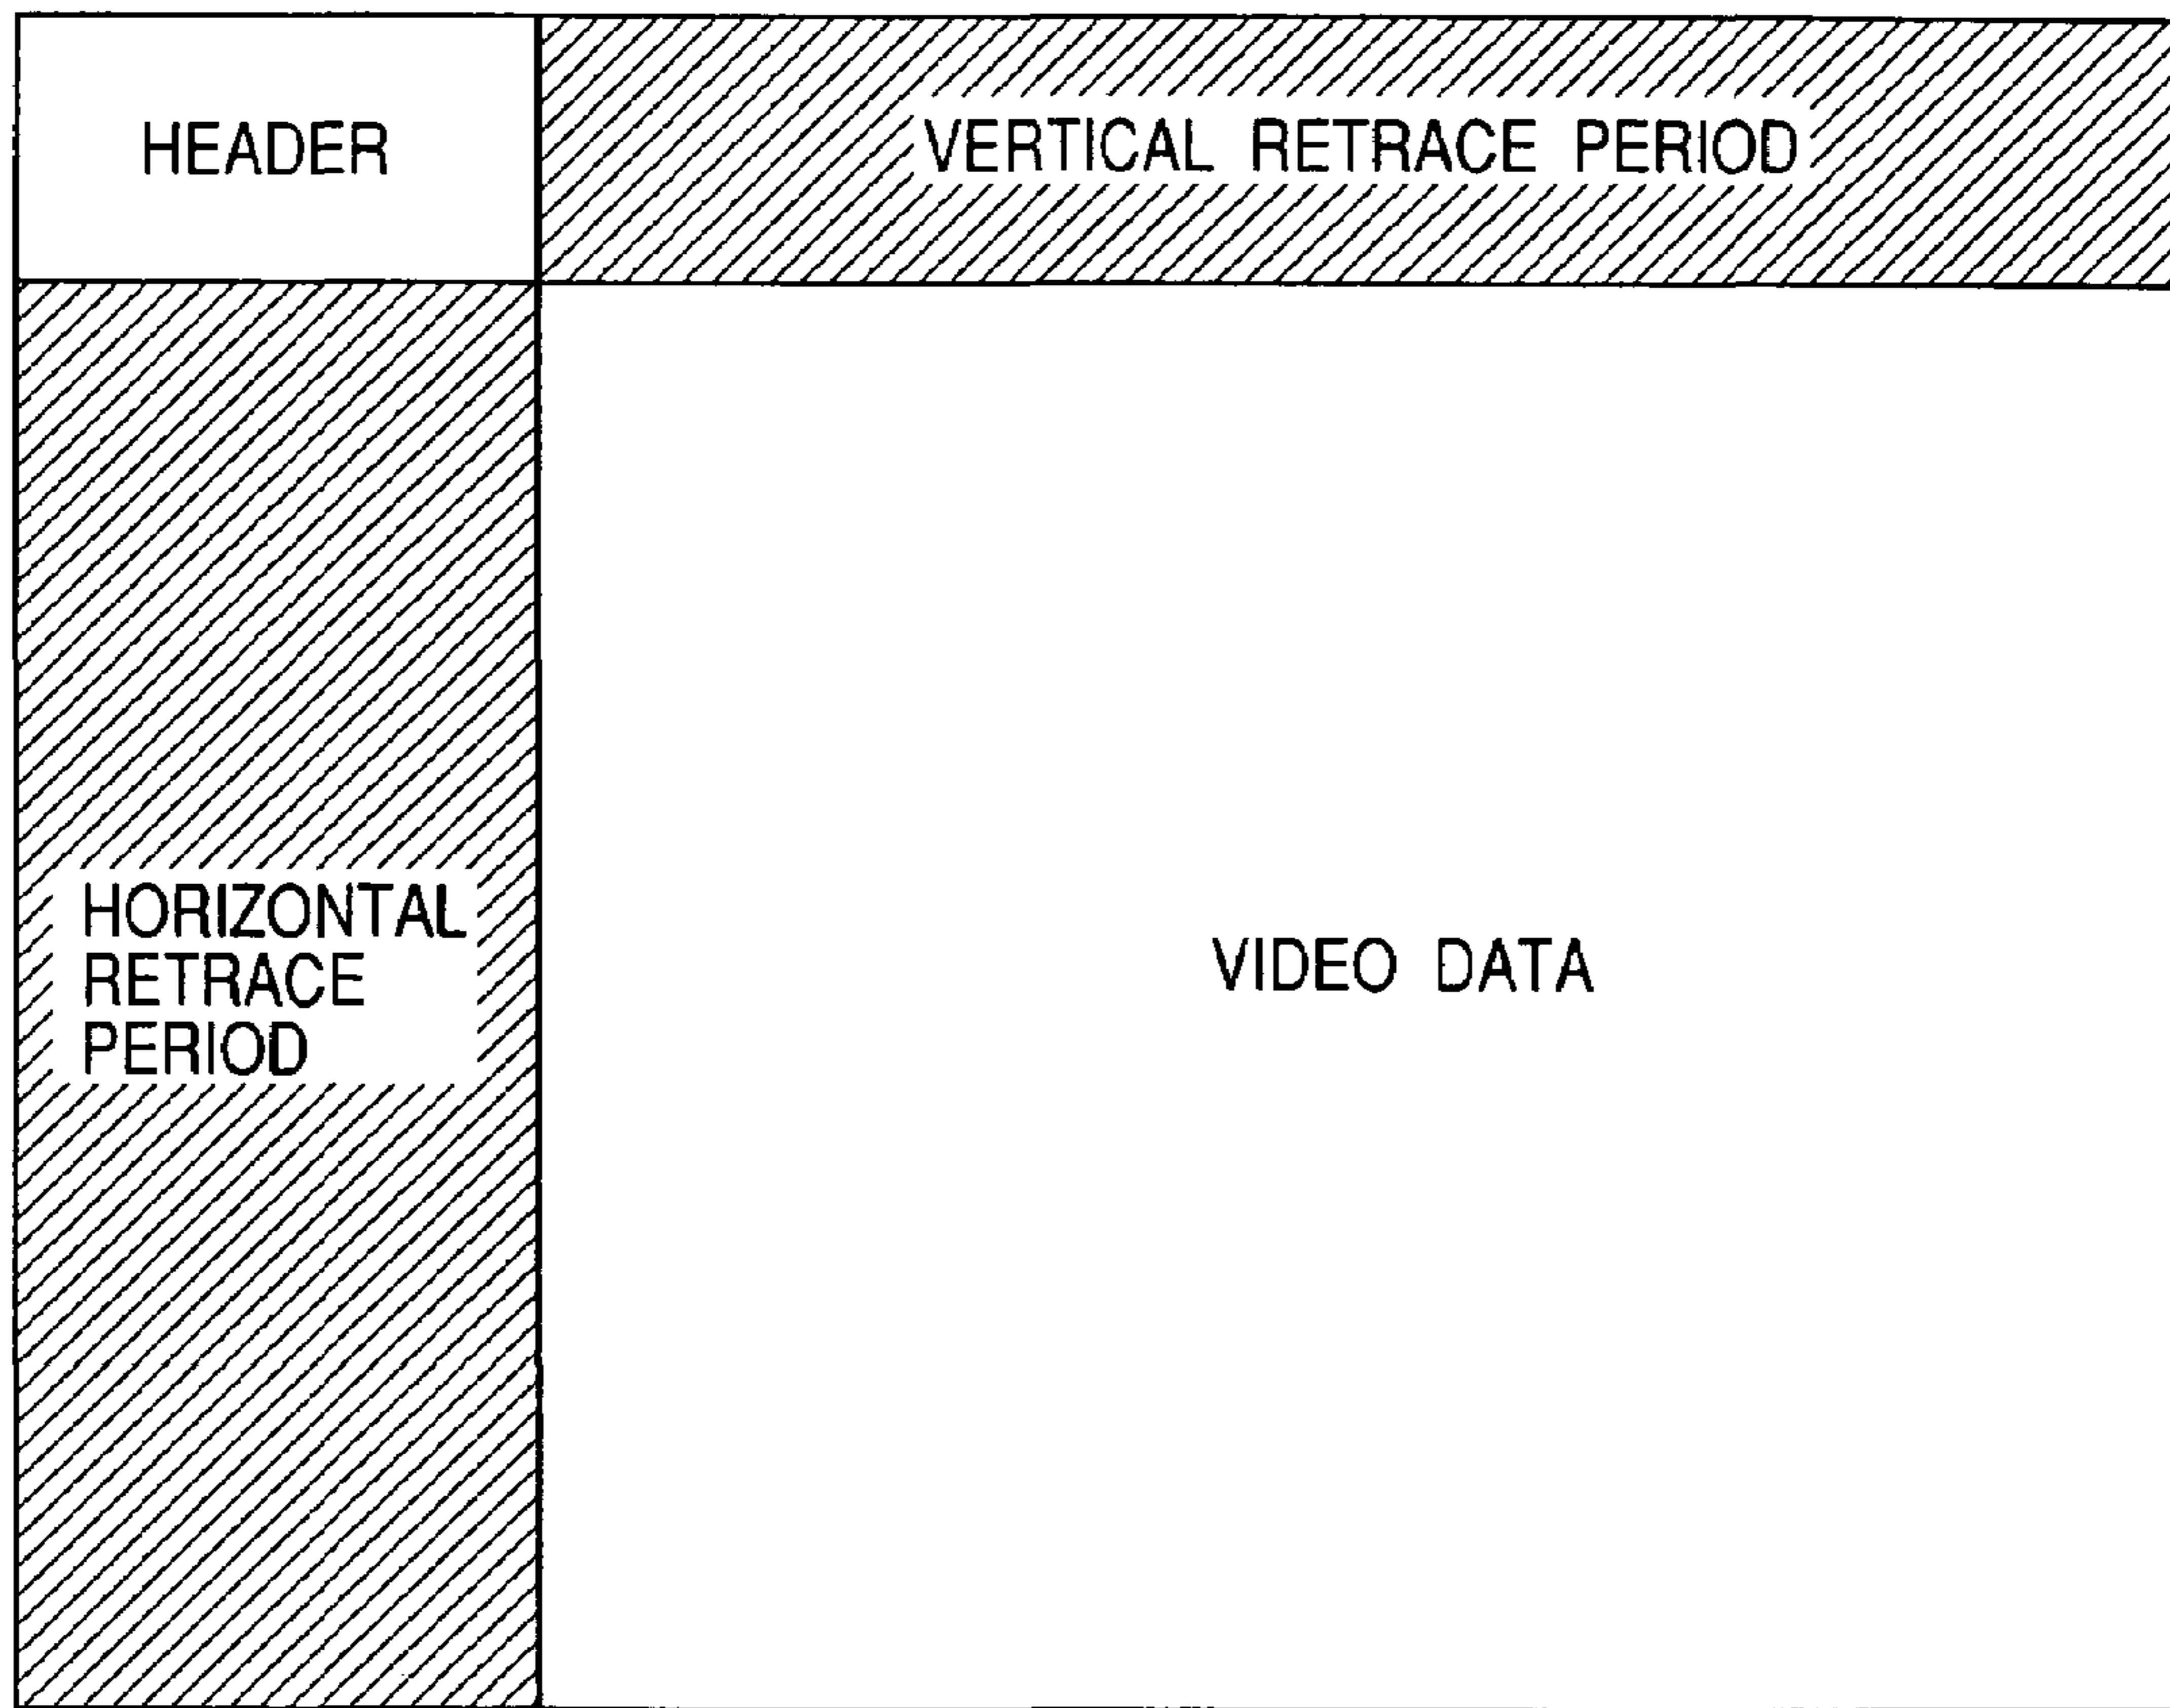 HEADER
VERTICAL RETRACE PERIOD
HORIZONTAL
RETRACE
PERIOD
VIDEO DATA